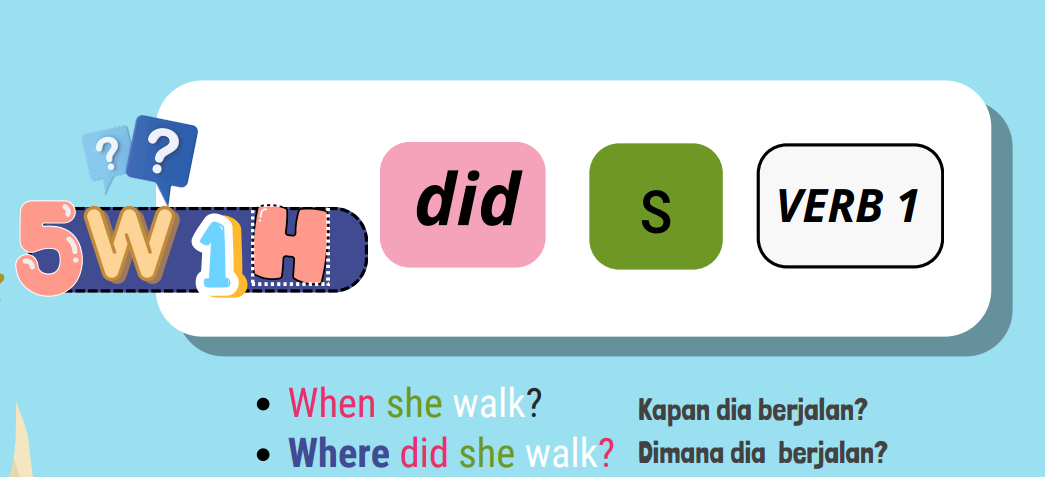 ? ?
5W1H did S VERB 1
When she walk? Kapan dia berjalan?
Where did she walk? Dimana dia berjalan?